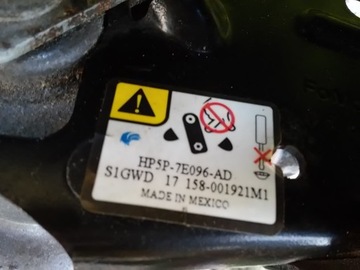 HP5P-7E096-AD
S1GWD 17 158-001921M1
MADE IN MEXICO